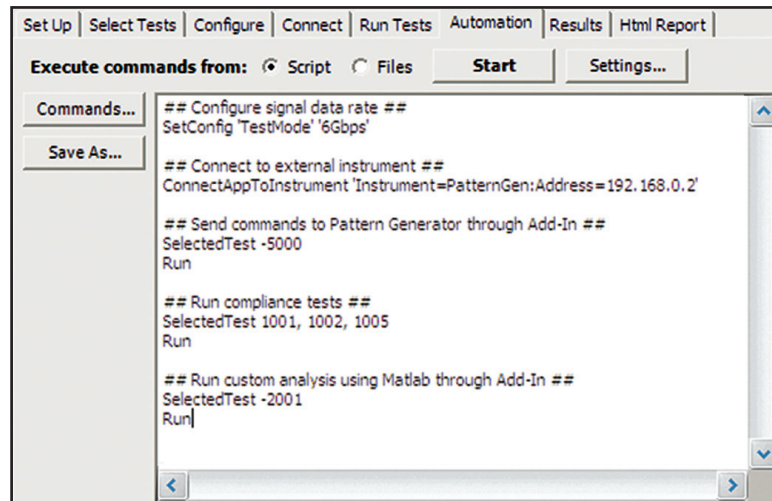 Set Up Select Tests Configure Connect Run Tests Automation Results Html Report
Execute commands from: Script Files Start Settings...
Commands...
Save As...
## Configure signal data rate ##
SetConfig 'TestMode' '6Gbps'
## Connect to external instrument ##
ConnectAppToInstrument 'Instrument=PatternGen:Address=192.168.0.2'
## Send commands to Pattern Generator through Add-In ##
SelectedTest -5000
Run
## Run compliance tests ##
SelectedTest 1001, 1002, 1005
Run
## Run custom analysis using Matlab through Add-In ##
SelectedTest -2001
Run